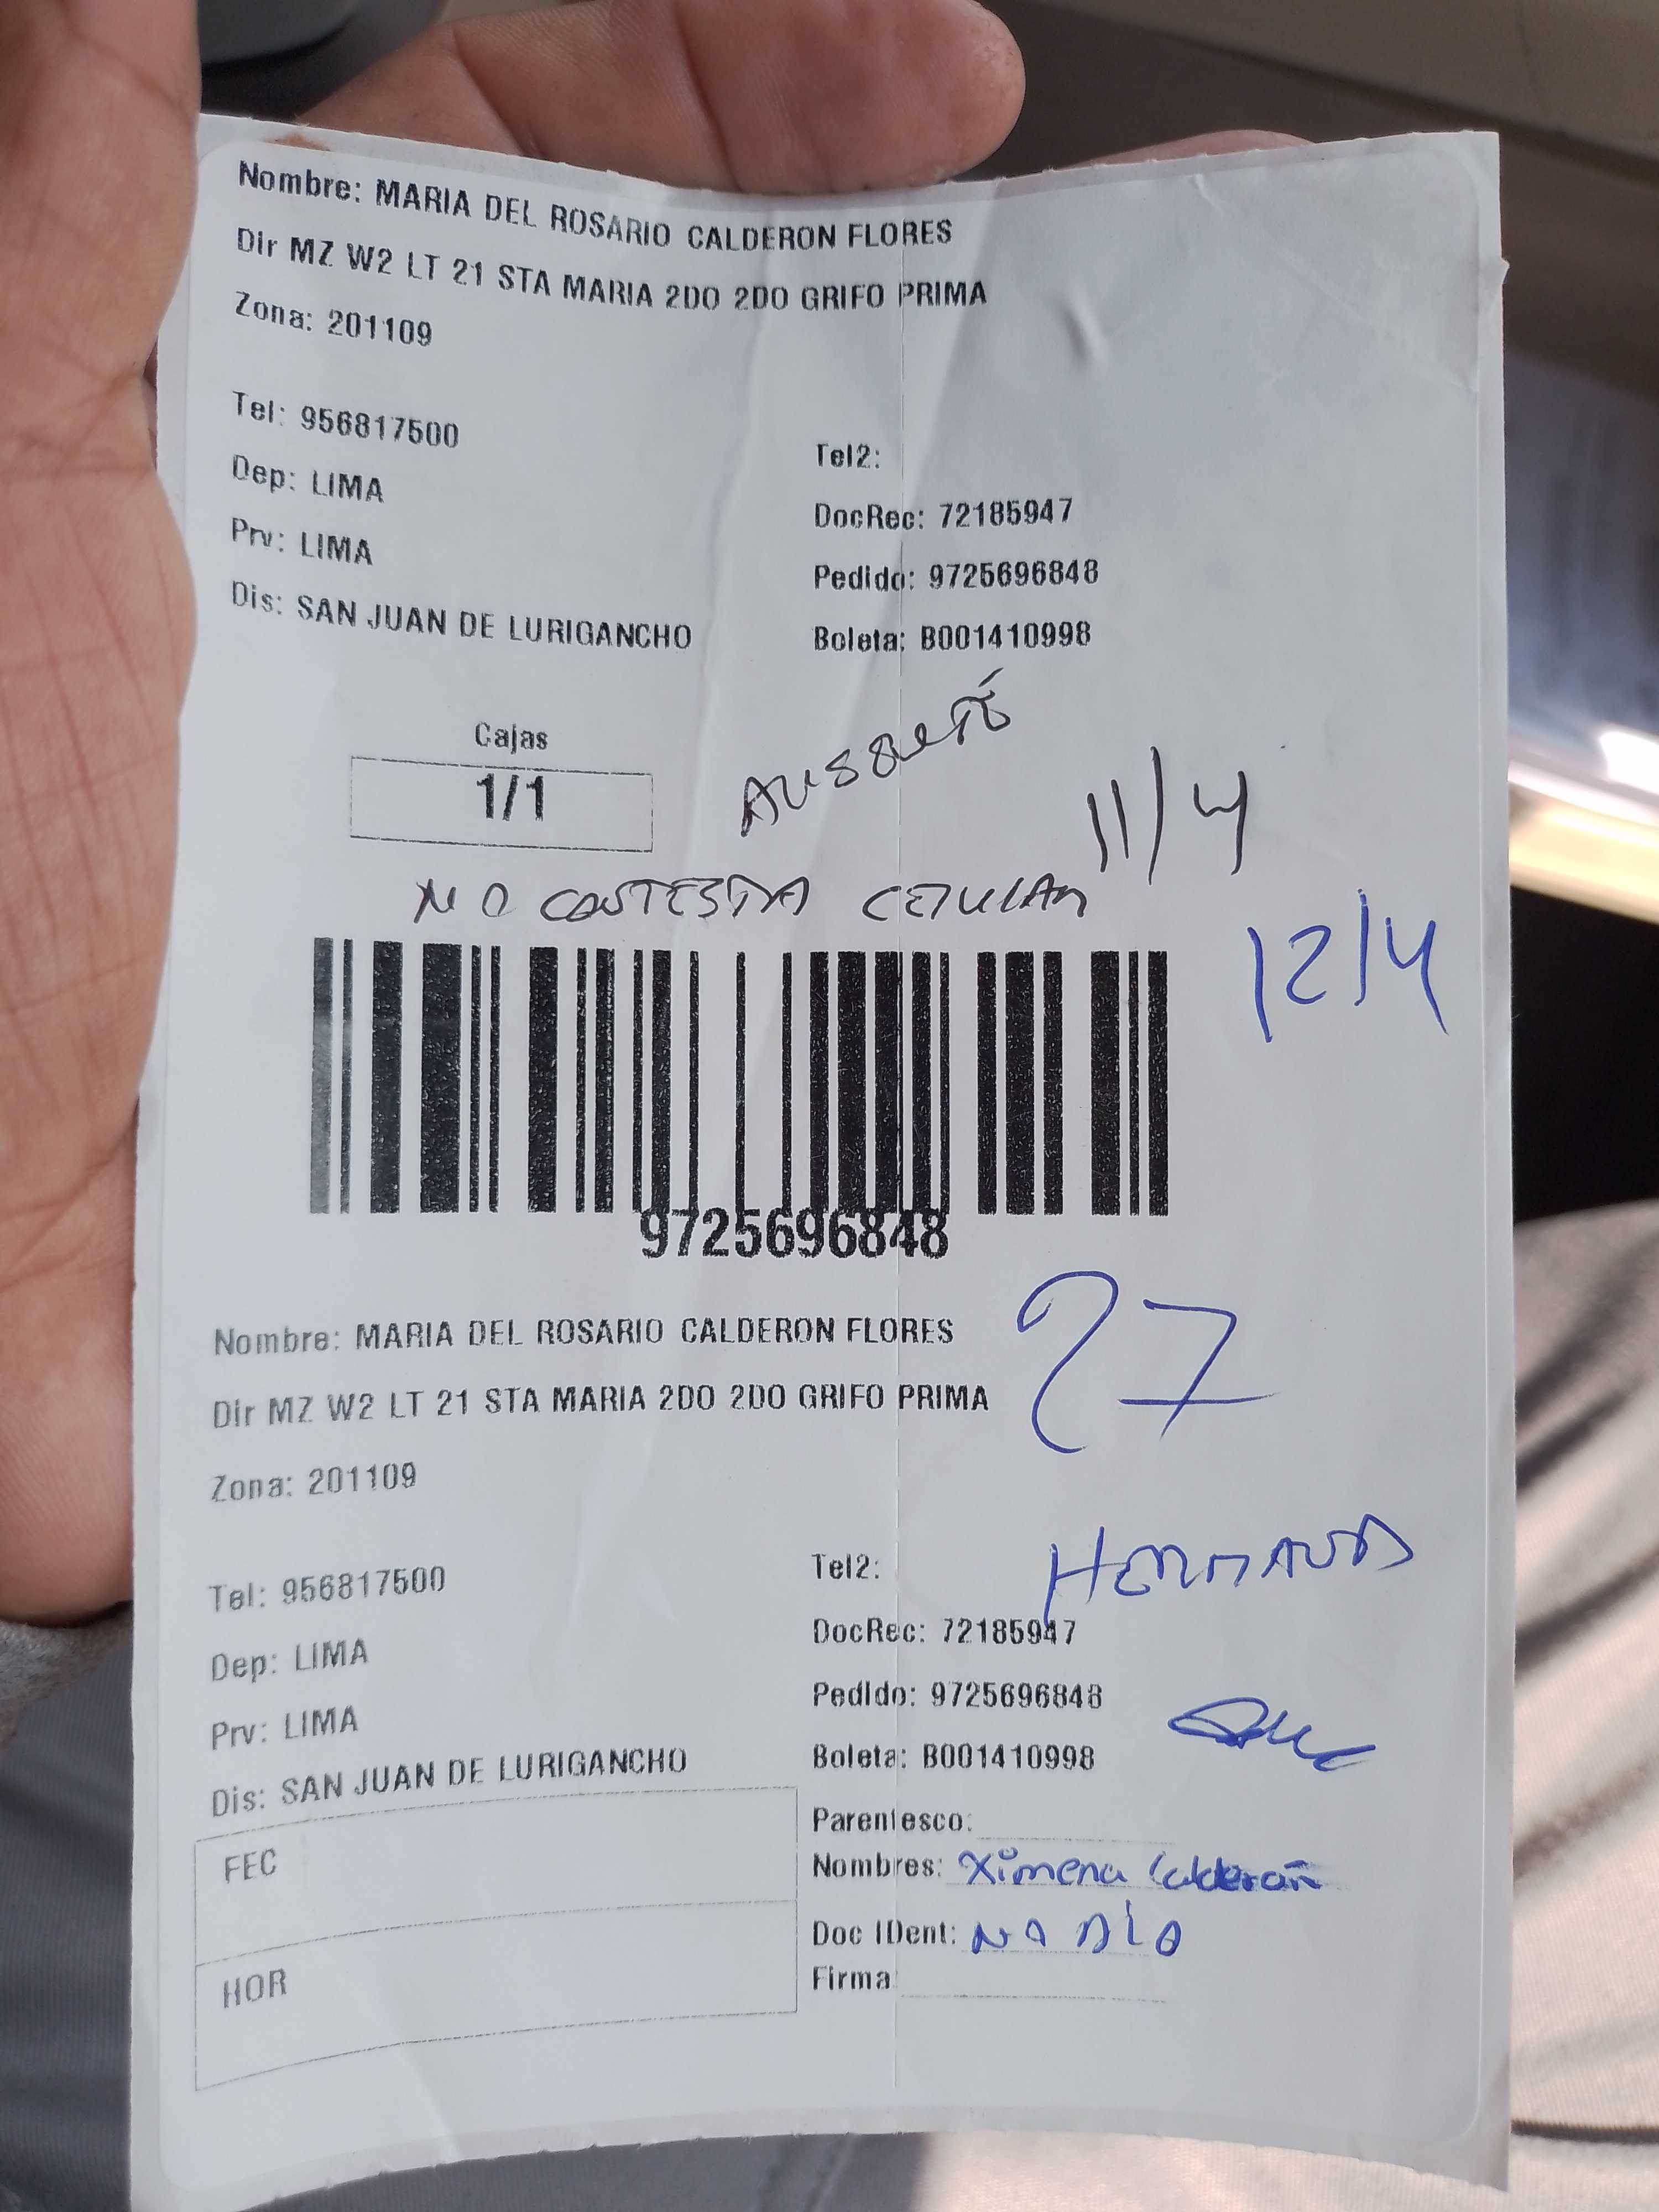 Nombre: MARIA DEL ROSARIO CALDERON FLORES
Dir MZ W2 LT 21 STA MARIA 2DO 2DO GRIFO PRIMA
Zona: 201109
Tel: 956817500
Tel2:
Dep: LIMA
DocRec: 72185947
Prv: LIMA
Pedido: 9725696848
Dis: SAN JUAN DE LURIGANCHO
Boleta: B001410998
Cajas
1/1
11/4
NO CONTESTA CELULAR
12/4
9725696848
27
Nombre: MARIA DEL ROSARIO CALDERON FLORES
Dir MZ W2 LT 21 STA MARIA 2DO 2DO GRIFO PRIMA
Zona: 201109
HERMANA
Tel: 956817500
Tel2:
Dep: LIMA
DocRec: 72185947
Prv: LIMA
Pedido: 9725696848
Dis: SAN JUAN DE LURIGANCHO
Boleta: B001410998
Parentesco:
FEC
Nombres: Ximena Calderón
Doc IDent: NO DIO
HOR
Firma